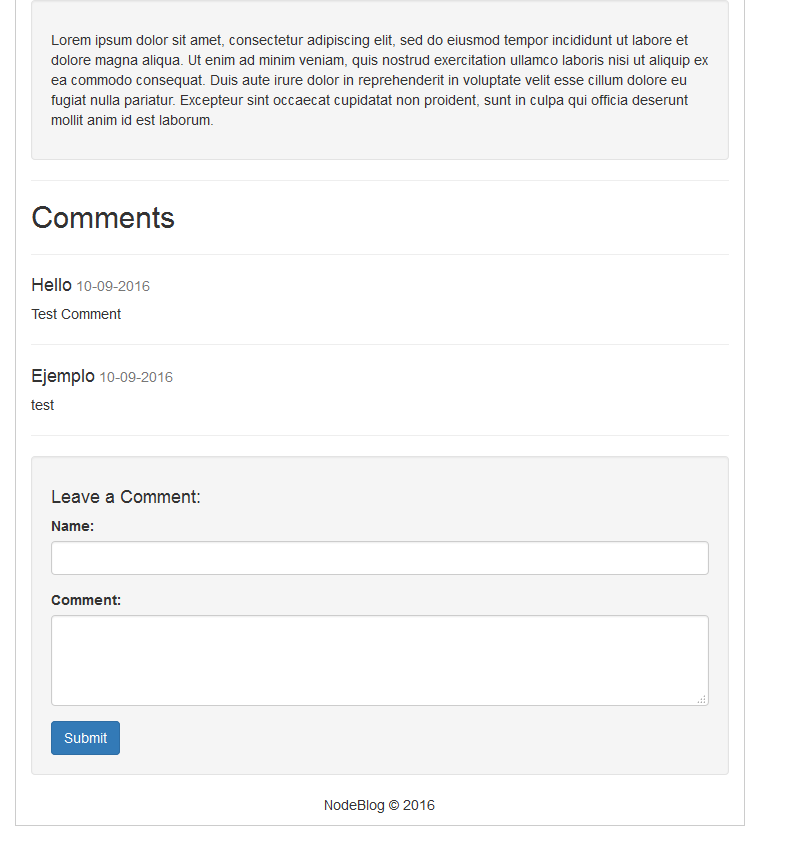 Lorem ipsum dolor sit amet, consectetur adipiscing elit, sed do eiusmod tempor incididunt ut labore et
dolore magna aliqua. Ut enim ad minim veniam, quis nostrud exercitation ullamco laboris nisi ut aliquip ex
ea commodo consequat. Duis aute irure dolor in reprehenderit in voluptate velit esse cillum dolore eu
fugiat nulla pariatur. Excepteur sint occaecat cupidatat non proident, sunt in culpa qui officia deserunt
mollit anim id est laborum.
Comments
Hello 10-09-2016
Test Comment
Ejemplo 10-09-2016
test
Leave a Comment:
Name:
Comment:
Submit
NodeBlog © 2016